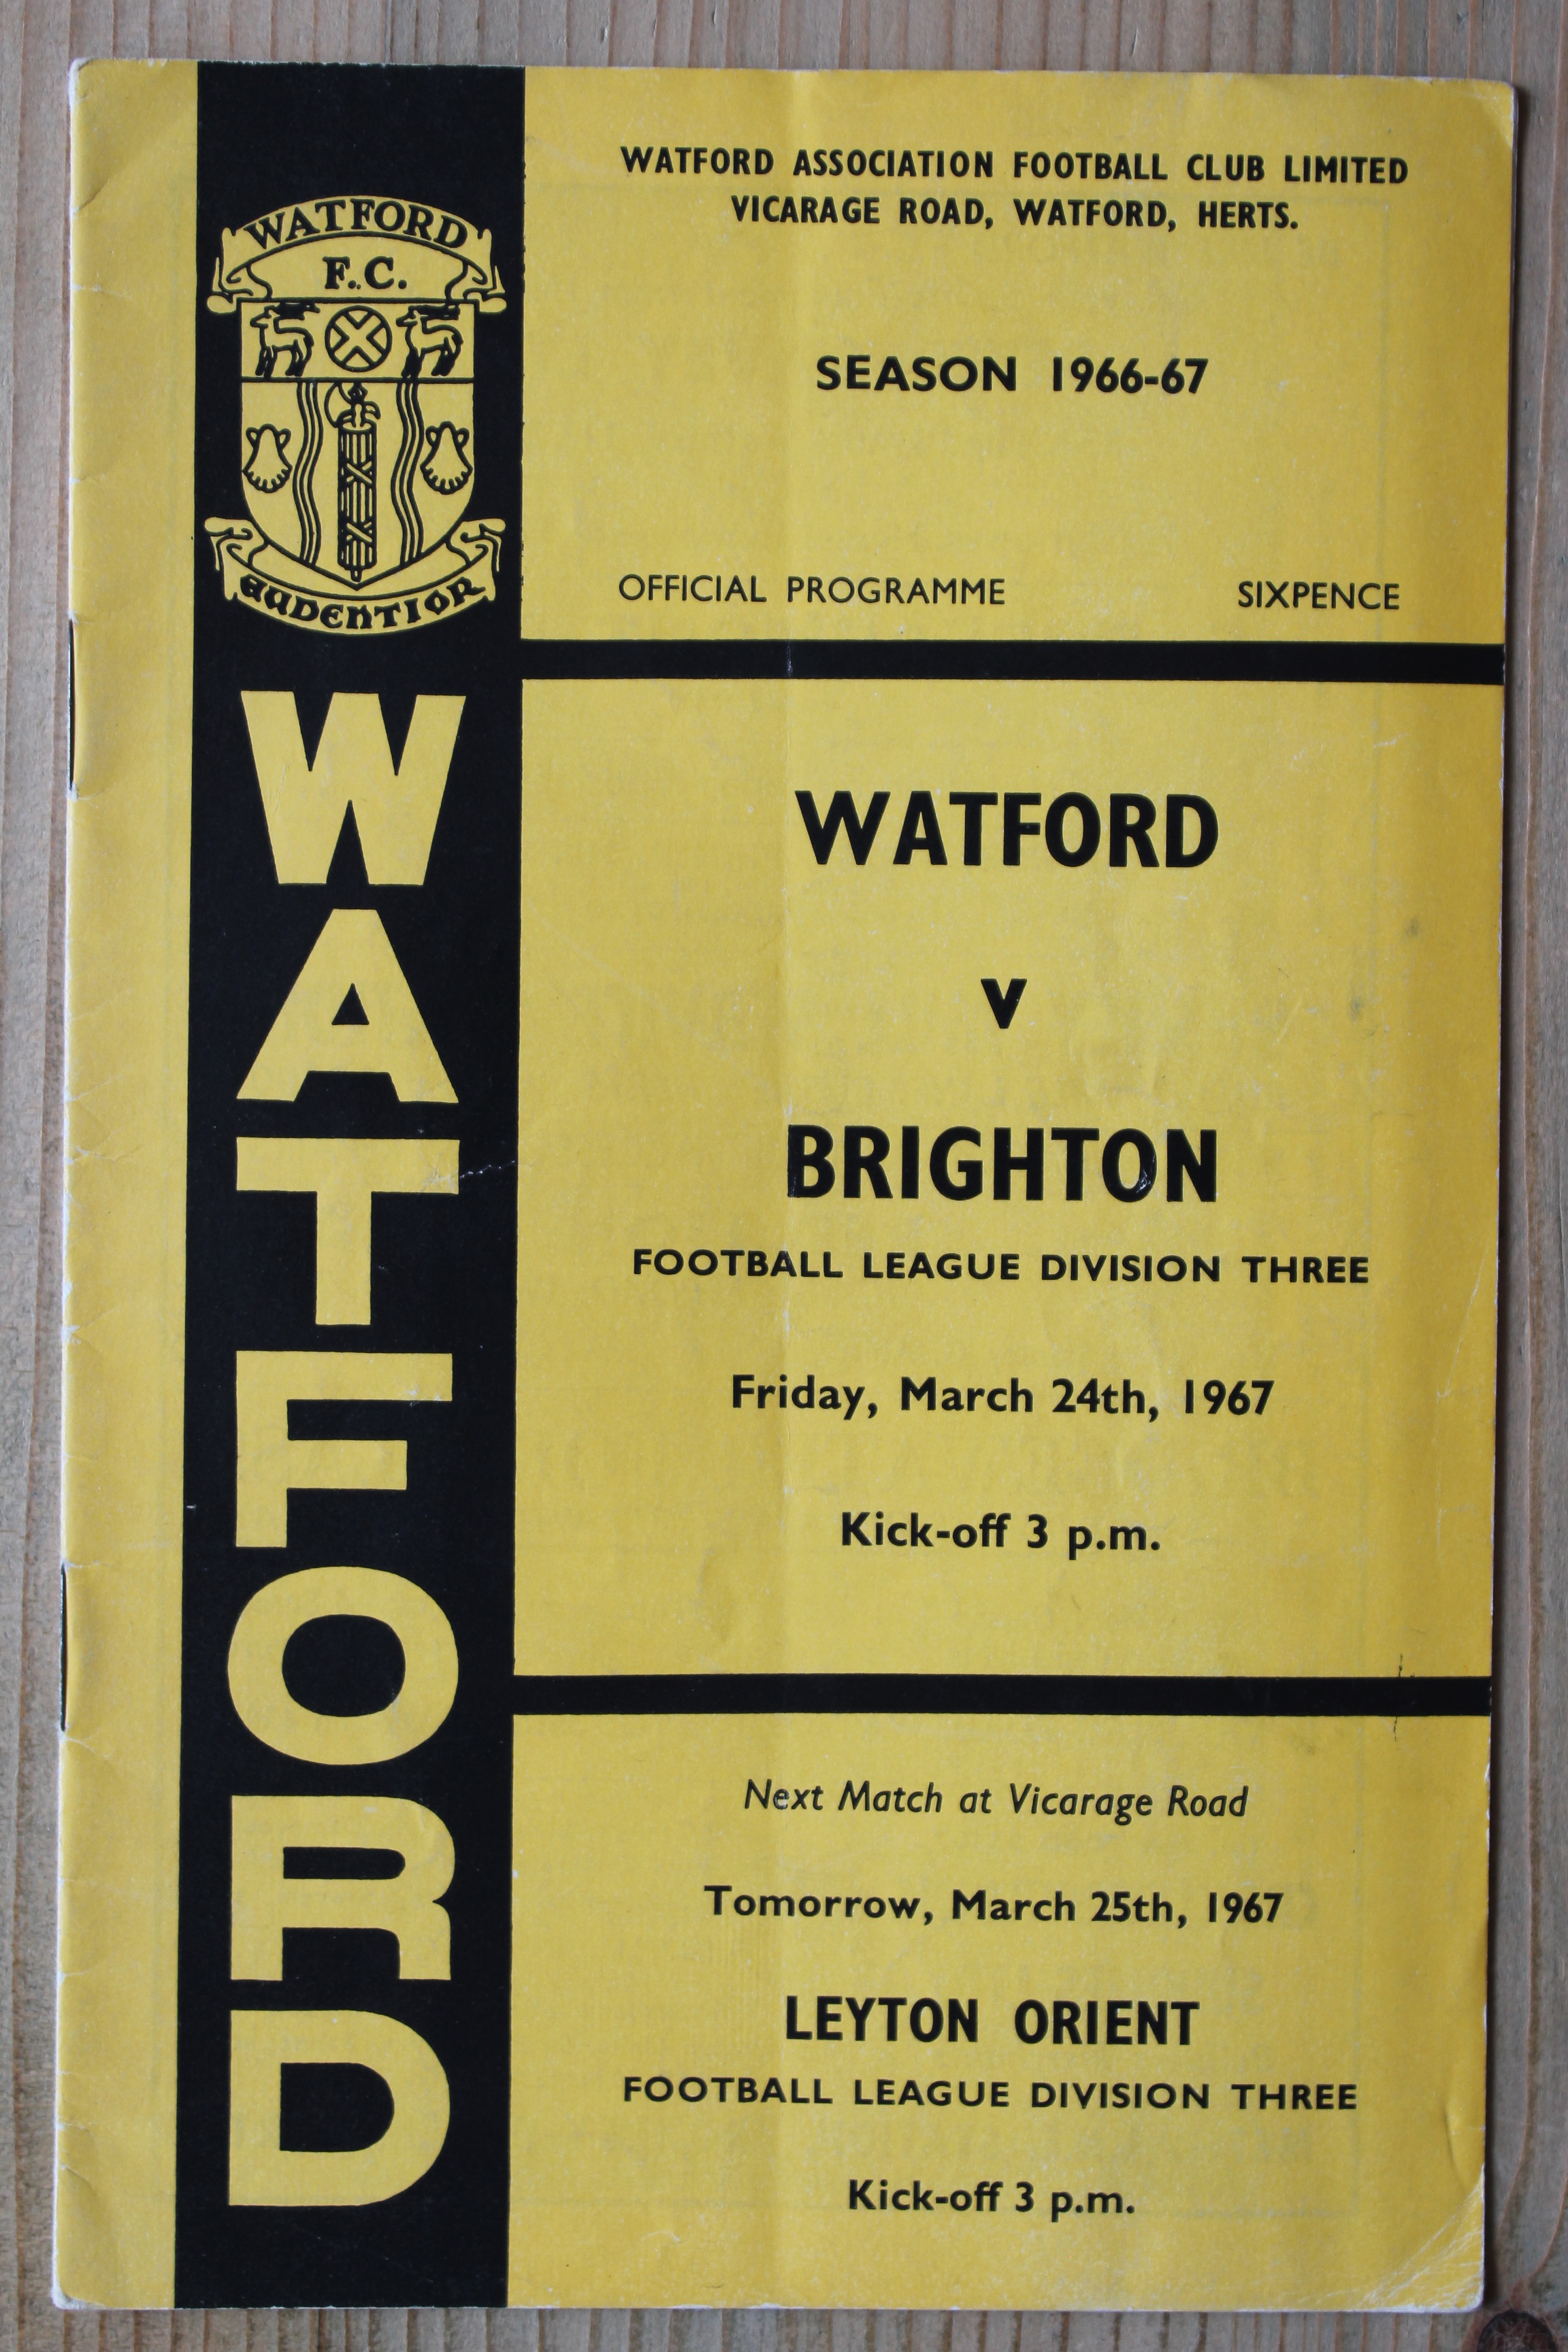 WATFORD
F.C.
AUDENTIOR
WATFORD
WATFORD ASSOCIATION FOOTBALL CLUB LIMITED
VICARAGE ROAD, WATFORD, HERTS.
SEASON 1966-67
OFFICIAL PROGRAMME SIXPENCE
WATFORD
v
BRIGHTON
FOOTBALL LEAGUE DIVISION THREE
Friday, March 24th, 1967
Kick-off 3 p.m.
Next Match at Vicarage Road
Tomorrow, March 25th, 1967
LEYTON ORIENT
FOOTBALL LEAGUE DIVISION THREE
Kick-off 3 p.m.